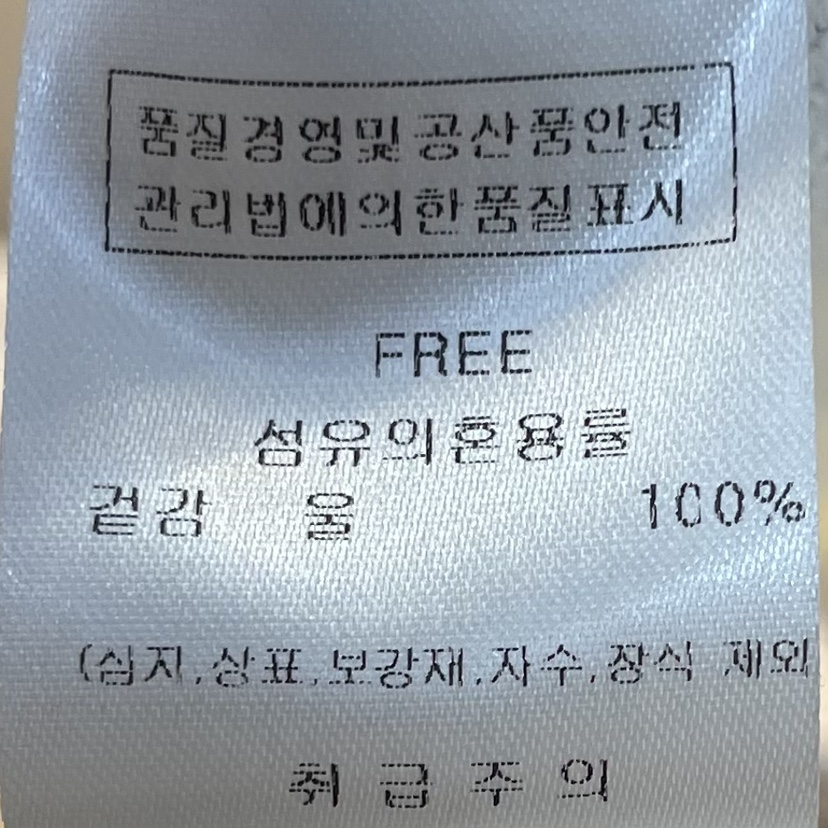 품질경영및공산품안전
관리법에의한품질표시
FREE
섬유의혼용률
겉감 울 100%
(심지,상표,보강재,자수,장식 제외
취급주의